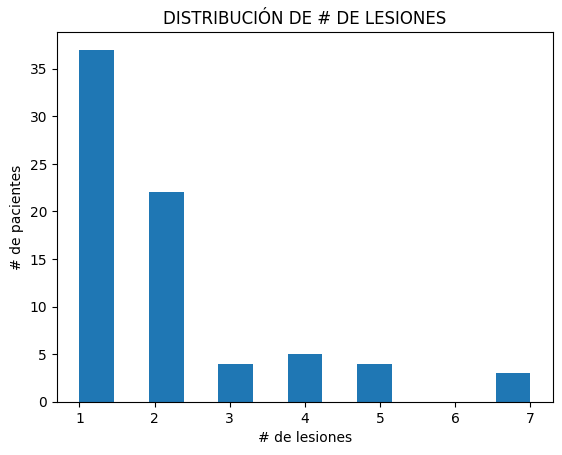 DISTRIBUCIÓN DE # DE LESIONES
# de pacientes
35
30
25
20
15
10
5
0
1 2 3 4 5 6 7
# de lesiones